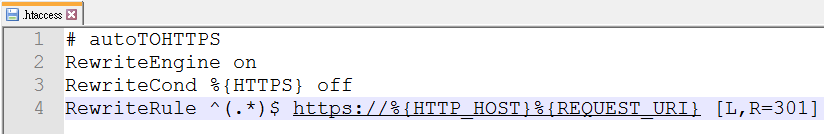 .htaccess
1 # autoTOHTTPS
2 RewriteEngine on
3 RewriteCond %{HTTPS} off
4 RewriteRule ^(.*)$ https://%{HTTP_HOST}%{REQUEST_URI} [L,R=301]